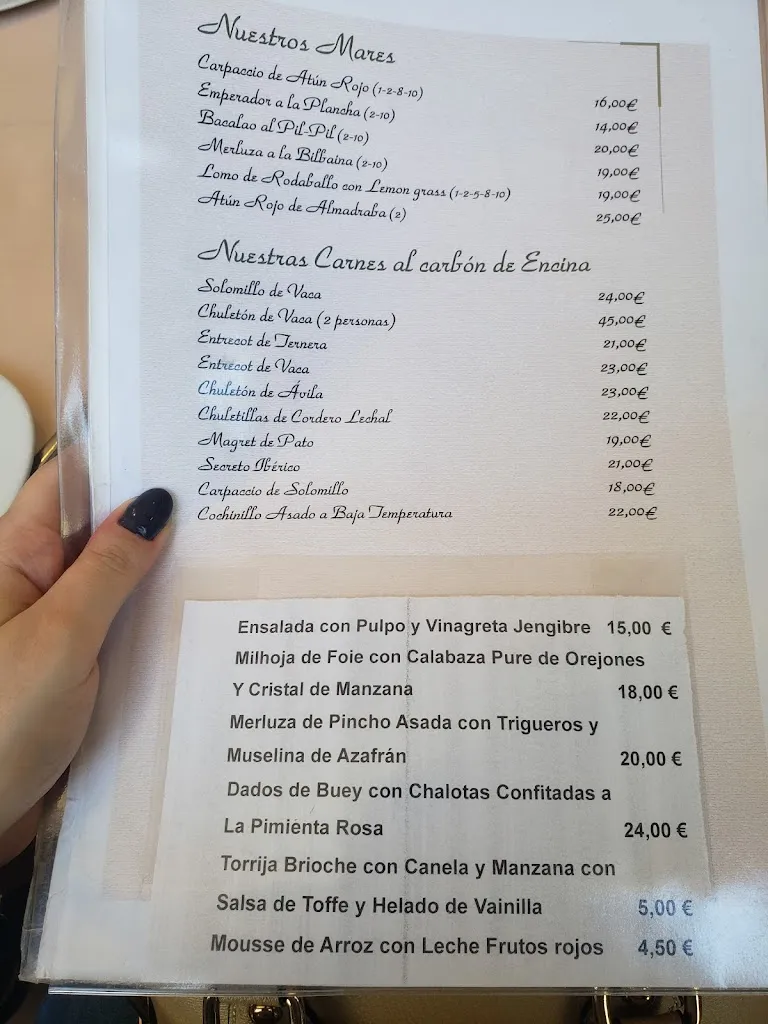 Nuestros Mares
Carpaccio de Atún Rojo (1-2-8-10) 16,00€
Emperador a la Plancha (2-10) 14,00€
Bacalao al Pil-Pil (2-10) 20,00€
Merluza a la Bilbaina (2-10) 19,00€
Lomo de Rodaballo con Lemon grass (1-2-5-8-10) 19,00€
Atún Rojo de Almadraba (2) 25,00€
Nuestras Carnes al carbón de Encina
Solomillo de Vaca 24,00€
Chuletón de Vaca (2 personas) 45,00€
Entrecot de Ternera 21,00€
Entrecot de Vaca 23,00€
Chuletón de Ávila 23,00€
Chuletillas de Cordero Lechal 22,00€
Magret de Pato 19,00€
Secreto Ibérico 21,00€
Carpaccio de Solomillo 18,00€
Cochinillo Asado a Baja Temperatura 22,00€
Ensalada con Pulpo y Vinagreta Jengibre 15,00 €
Milhoja de Foie con Calabaza Pure de Orejones
Y Cristal de Manzana 18,00 €
Merluza de Pincho Asada con Trigueros y
Muselina de Azafrán 20,00 €
Dados de Buey con Chalotas Confitadas a
La Pimienta Rosa 24,00 €
Torrija Brioche con Canela y Manzana con
Salsa de Toffe y Helado de Vainilla 5,00 €
Mousse de Arroz con Leche Frutos rojos 4,50 €